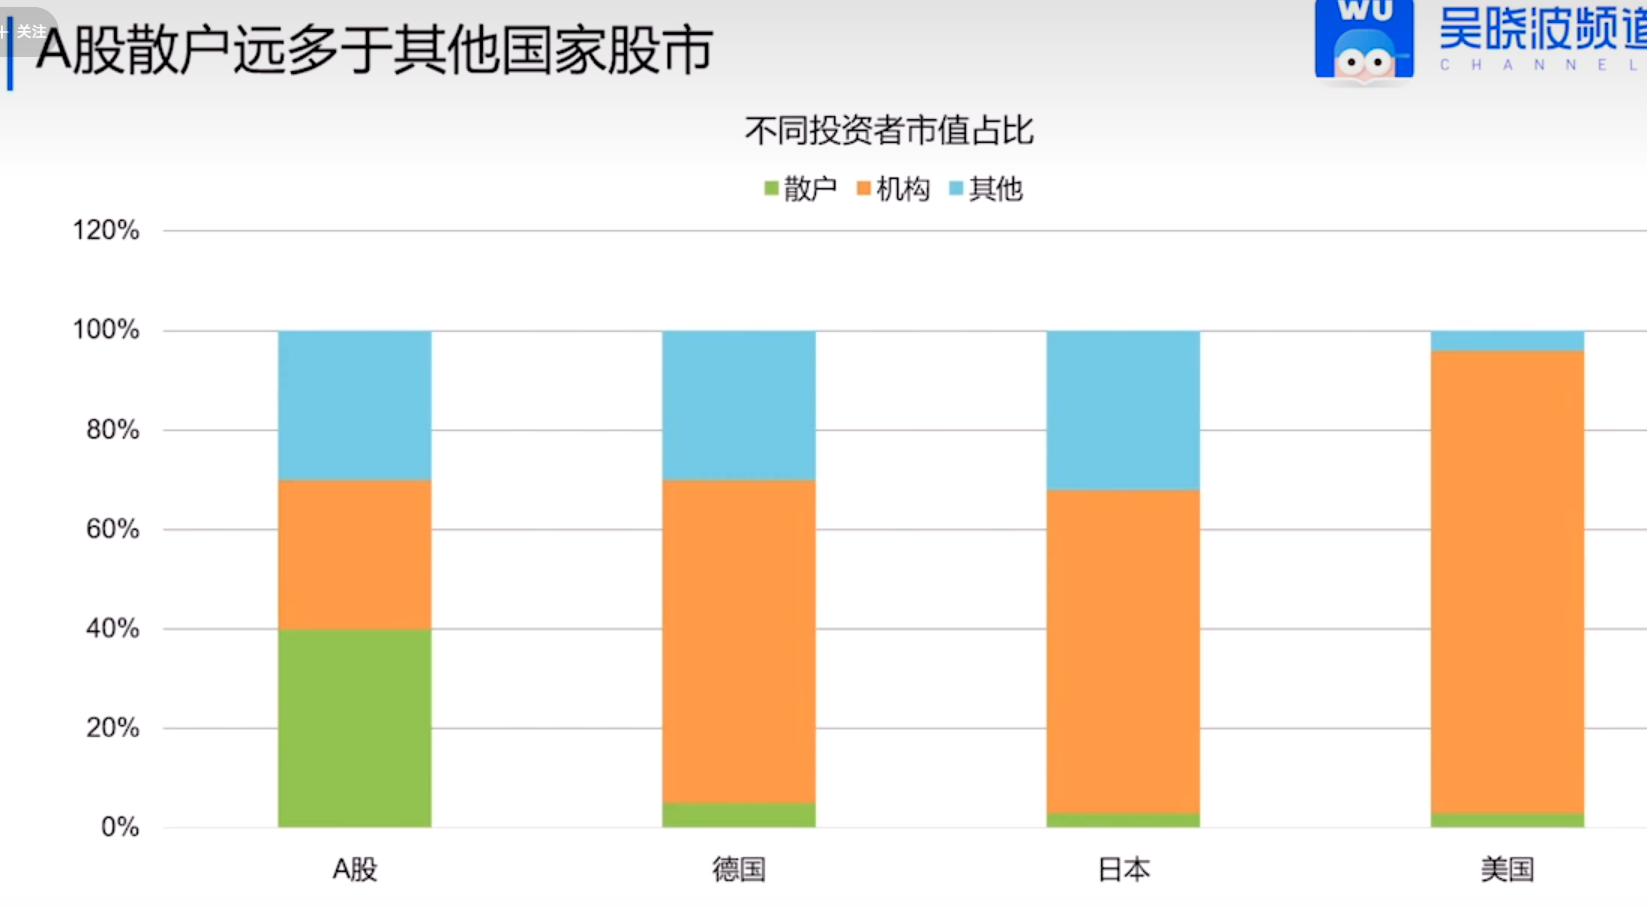 + 关注
A股散户远多于其他国家股市
WU
吴晓波频道
CHANNEL
不同投资者市值占比
散户 机构 其他
120%
100%
80%
60%
40%
20%
0%
A股 德国 日本 美国